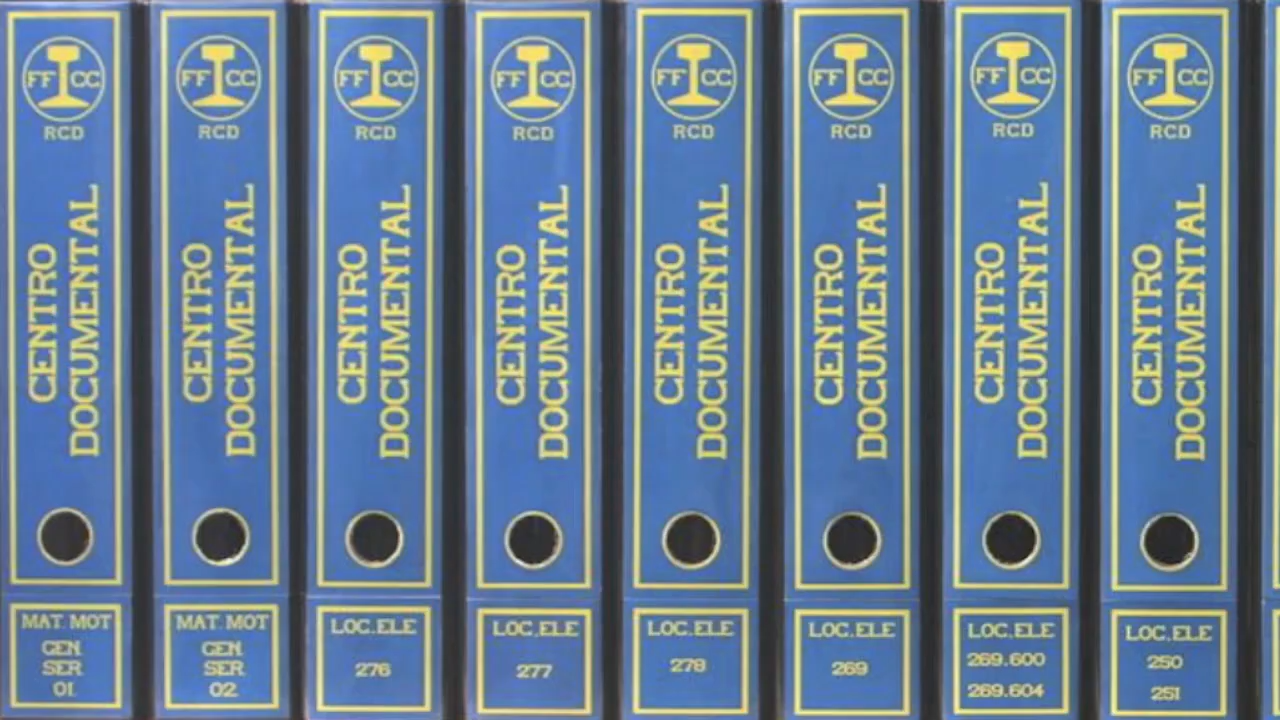 FF CC
RCD
CENTRO
DOCUMENTAL
MAT. MOT
GEN.
SER.
01.
FF CC
RCD
CENTRO
DOCUMENTAL
MAT. MOT
GEN.
SER.
02.
FF CC
RCD
CENTRO
DOCUMENTAL
LOC.ELE
276
FF CC
RCD
CENTRO
DOCUMENTAL
LOC.ELE
277
FF CC
RCD
CENTRO
DOCUMENTAL
LOC.ELE
278
FF CC
RCD
CENTRO
DOCUMENTAL
LOC.ELE
269
FF CC
RCD
CENTRO
DOCUMENTAL
LOC.ELE
269.600
269.604
FF CC
RCD
CENTRO
DOCUMENTAL
LOC.ELE
250
251